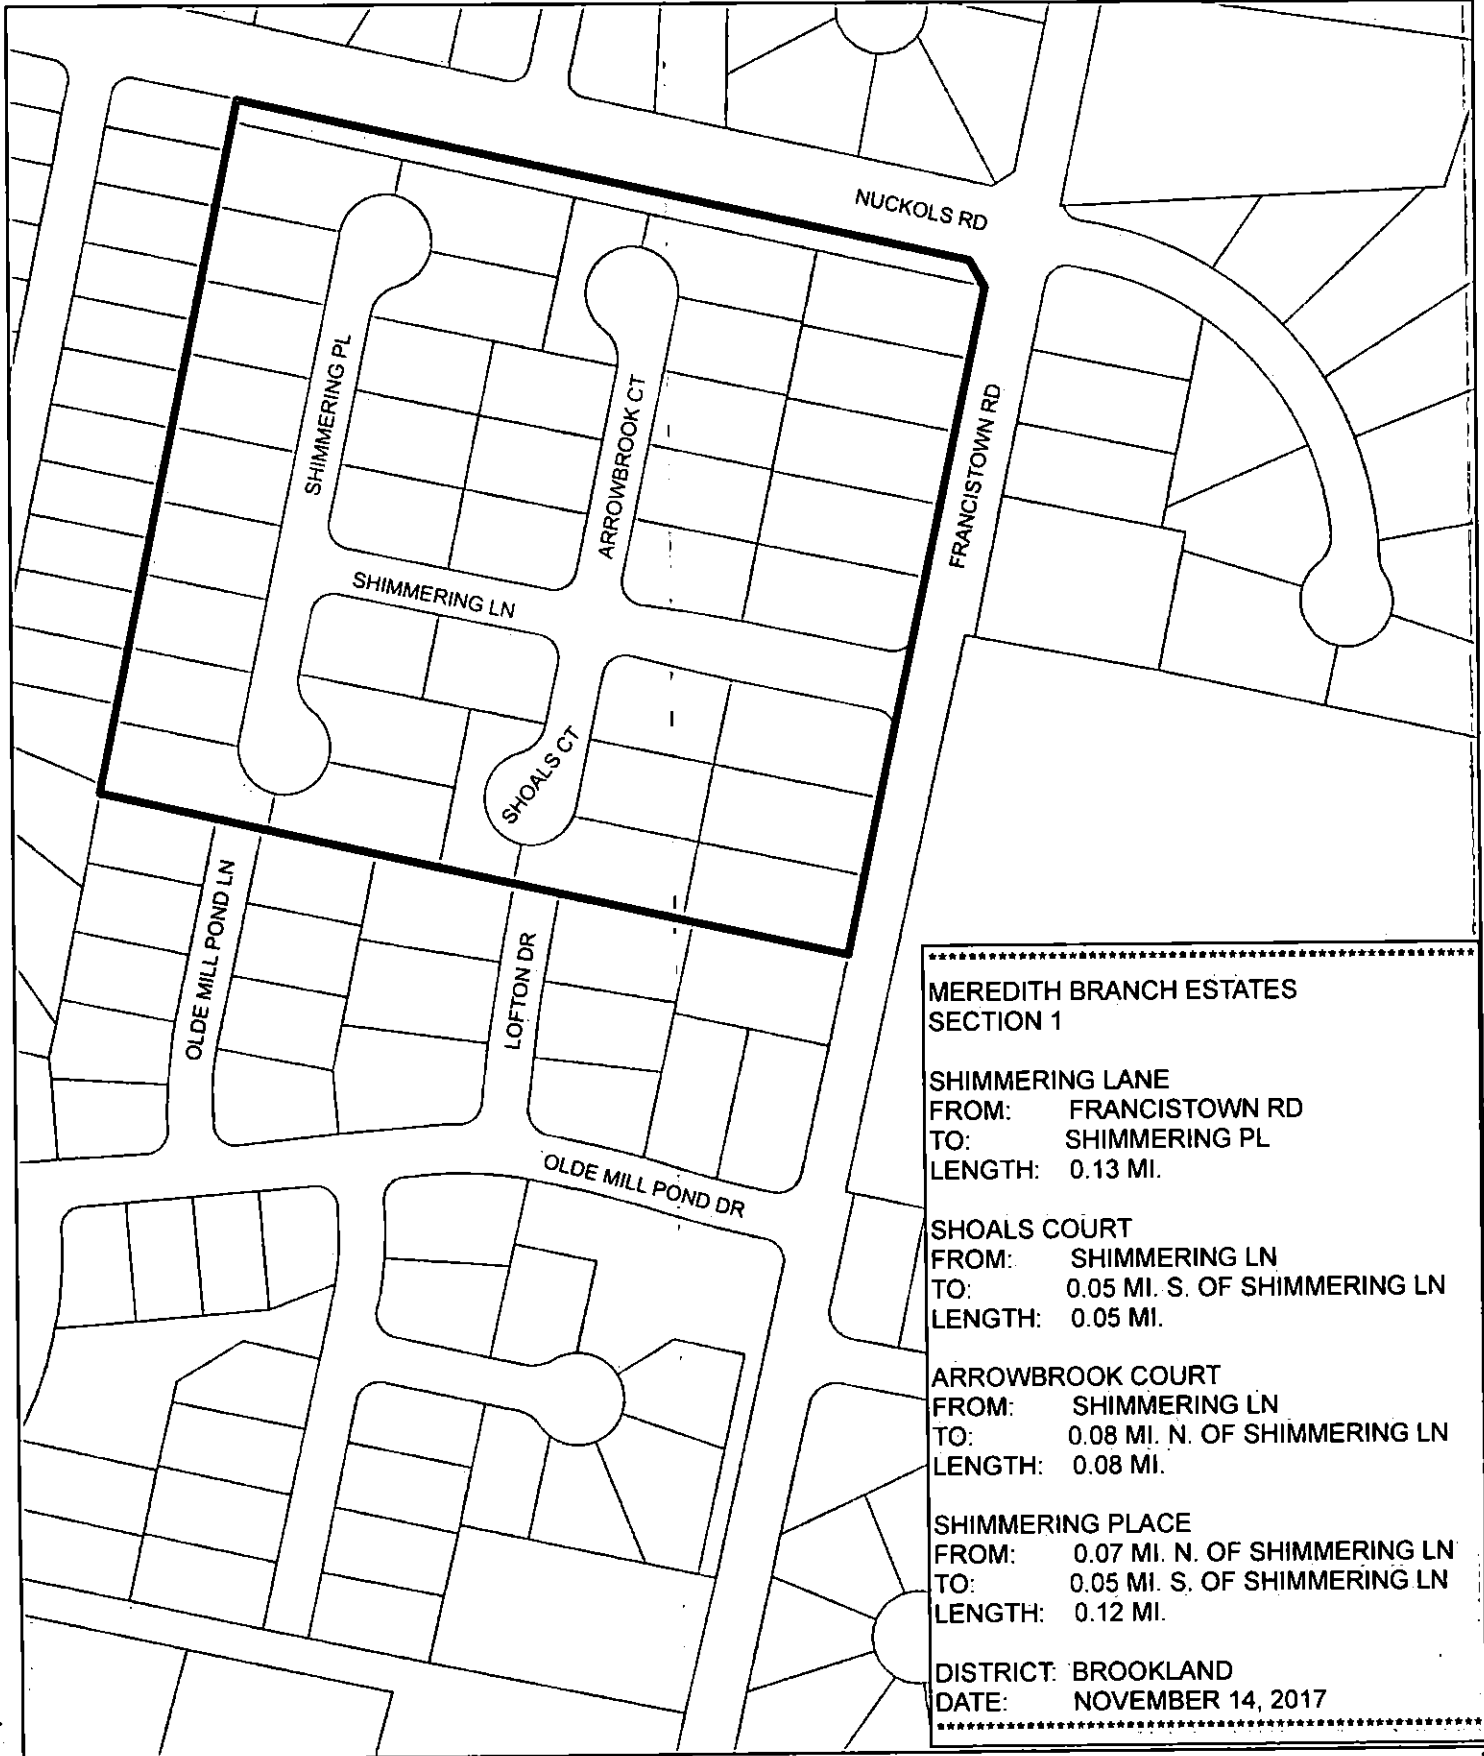 NUCKOLS RD
SHIMMERING PL
ARROWBROOK CT
FRANCISTOWN RD
SHIMMERING LN
SHOALS CT
OLDE MILL POND LN
LOFTON DR
OLDE MILL POND DR
MEREDITH BRANCH ESTATES
SECTION 1
SHIMMERING LANE
FROM: FRANCISTOWN RD
TO: SHIMMERING PL
LENGTH: 0.13 MI.
SHOALS COURT
FROM: SHIMMERING LN
TO: 0.05 MI. S. OF SHIMMERING LN
LENGTH: 0.05 MI.
ARROWBROOK COURT
FROM: SHIMMERING LN
TO: 0.08 MI. N. OF SHIMMERING LN
LENGTH: 0.08 MI.
SHIMMERING PLACE
FROM: 0.07 MI. N. OF SHIMMERING LN
TO: 0.05 MI. S. OF SHIMMERING LN
LENGTH: 0.12 MI.
DISTRICT: BROOKLAND
DATE: NOVEMBER 14, 2017